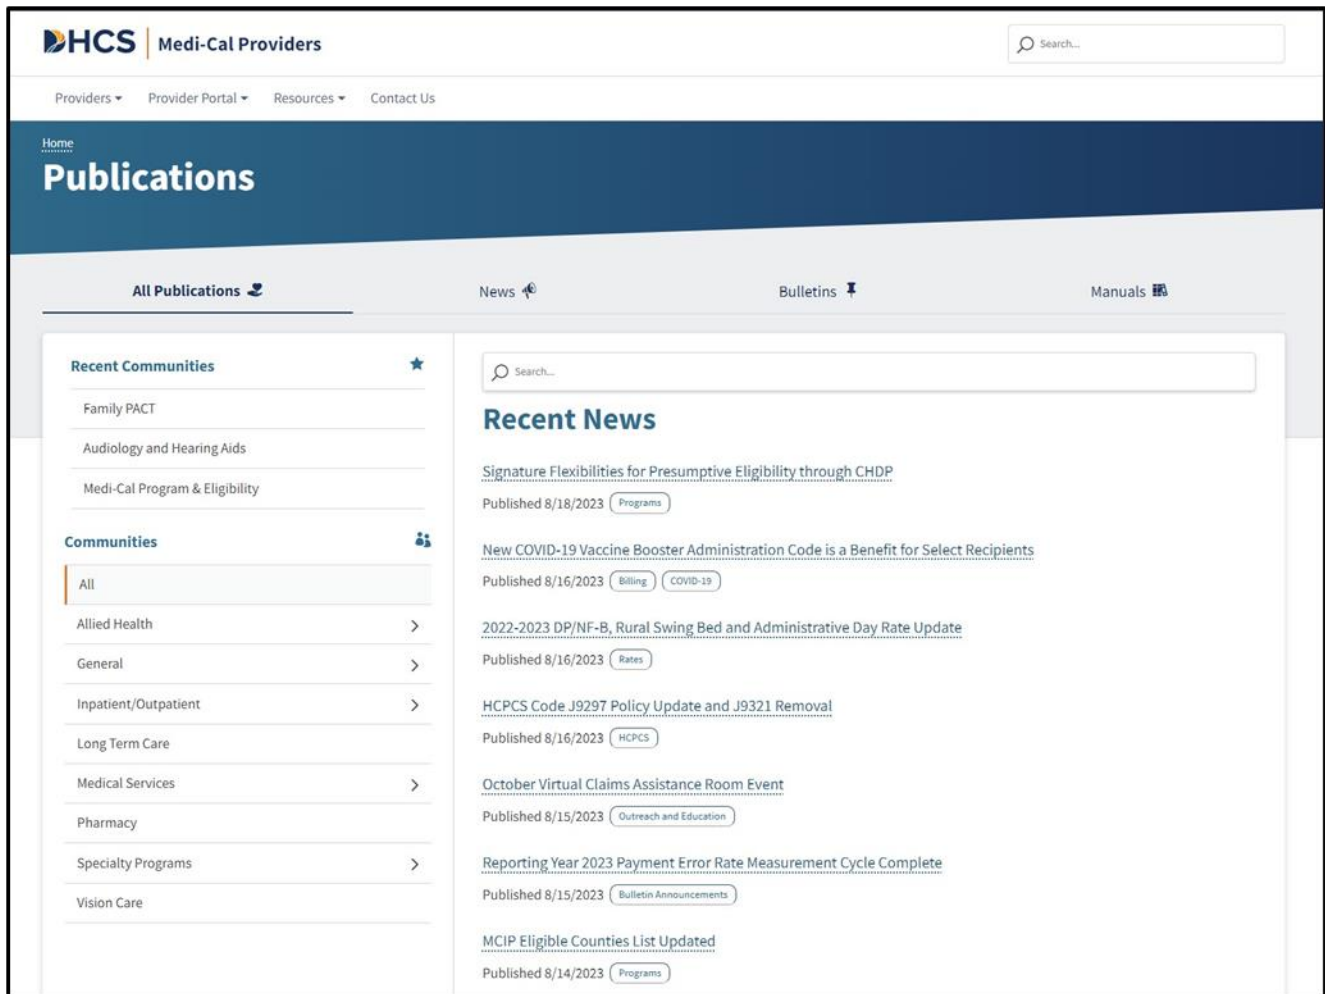 DHCS Medi-Cal Providers
Search...
Providers Provider Portal Resources Contact Us
Home
Publications
All Publications News Bulletins Manuals
Recent Communities
Family PACT
Audiology and Hearing Aids
Medi-Cal Program & Eligibility
Communities
All
Allied Health
General
Inpatient/Outpatient
Long Term Care
Medical Services
Pharmacy
Specialty Programs
Vision Care
Search...
Recent News
Signature Flexibilities for Presumptive Eligibility through CHDP
Published 8/18/2023 Programs
New COVID-19 Vaccine Booster Administration Code is a Benefit for Select Recipients
Published 8/16/2023 Billing COVID-19
2022-2023 DP/NF-B, Rural Swing Bed and Administrative Day Rate Update
Published 8/16/2023 Rates
HCPCS Code J9297 Policy Update and J9321 Removal
Published 8/16/2023 HCPCS
October Virtual Claims Assistance Room Event
Published 8/15/2023 Outreach and Education
Reporting Year 2023 Payment Error Rate Measurement Cycle Complete
Published 8/15/2023 Bulletin Announcements
MCIP Eligible Counties List Updated
Published 8/14/2023 Programs